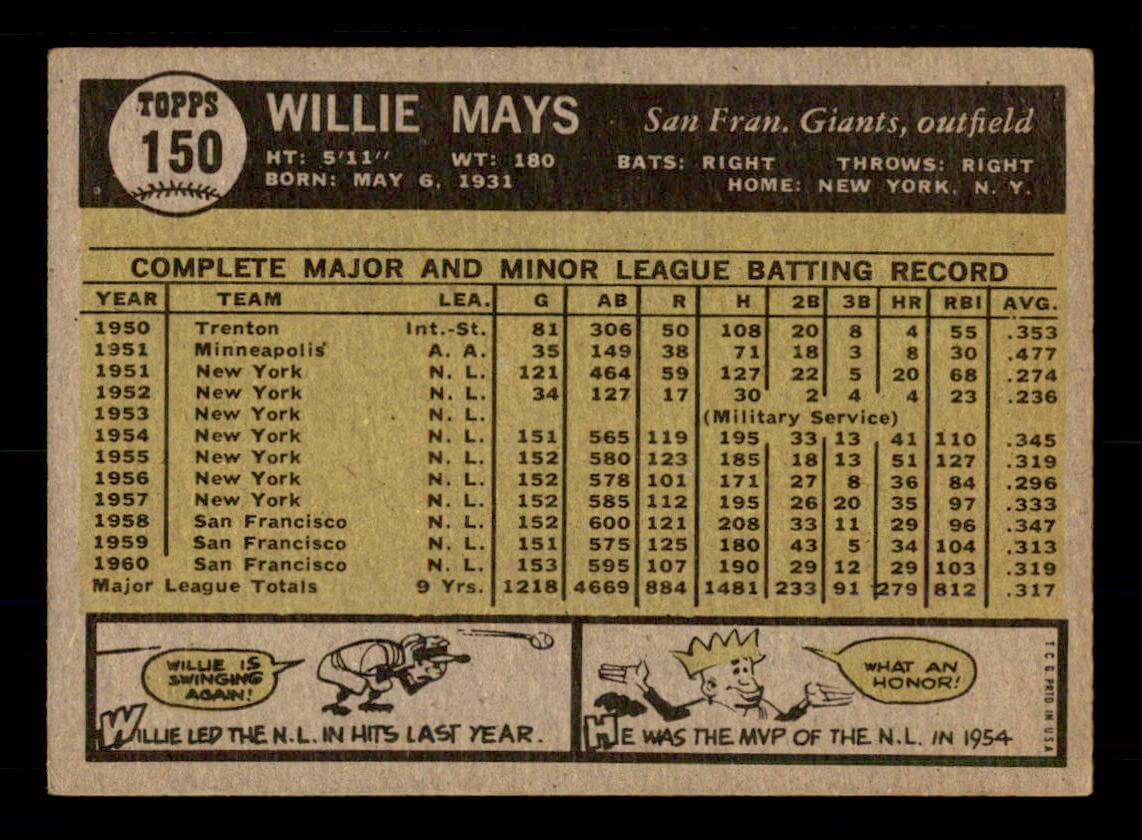 TOPPS
150
WILLIE MAYS San Fran. Giants, outfield
HT: 5'11" WT: 180 BATS: RIGHT THROWS: RIGHT
BORN: MAY 6, 1931 HOME: NEW YORK, N. Y.
COMPLETE MAJOR AND MINOR LEAGUE BATTING RECORD
YEAR TEAM LEA. G AB R H 2B 3B HR RBI AVG.
1950 Trenton Int.-St. 81 306 50 108 20 8 4 55 .353
1951 Minneapolis A. A. 35 149 38 71 18 3 8 30 .477
1951 New York N. L. 121 464 59 127 22 5 20 68 .274
1952 New York N. L. 34 127 17 30 2 4 4 23 .236
1953 New York N. L. (Military Service)
1954 New York N. L. 151 565 119 195 33 13 41 110 .345
1955 New York N. L. 152 580 123 185 18 13 51 127 .319
1956 New York N. L. 152 578 101 171 27 8 36 84 .296
1957 New York N. L. 152 585 112 195 26 20 35 97 .333
1958 San Francisco N. L. 152 600 121 208 33 11 29 96 .347
1959 San Francisco N. L. 151 575 125 180 43 5 34 104 .313
1960 San Francisco N. L. 153 595 107 190 29 12 29 103 .319
Major League Totals 9 Yrs. 1218 4669 884 1481 233 91 279 812 .317
WILLIE IS
SWINGING
AGAIN!
WILLIE LED THE N.L. IN HITS LAST YEAR.
WHAT AN
HONOR!
HE WAS THE MVP OF THE N.L. IN 1954
T.C.G. PRTD IN USA